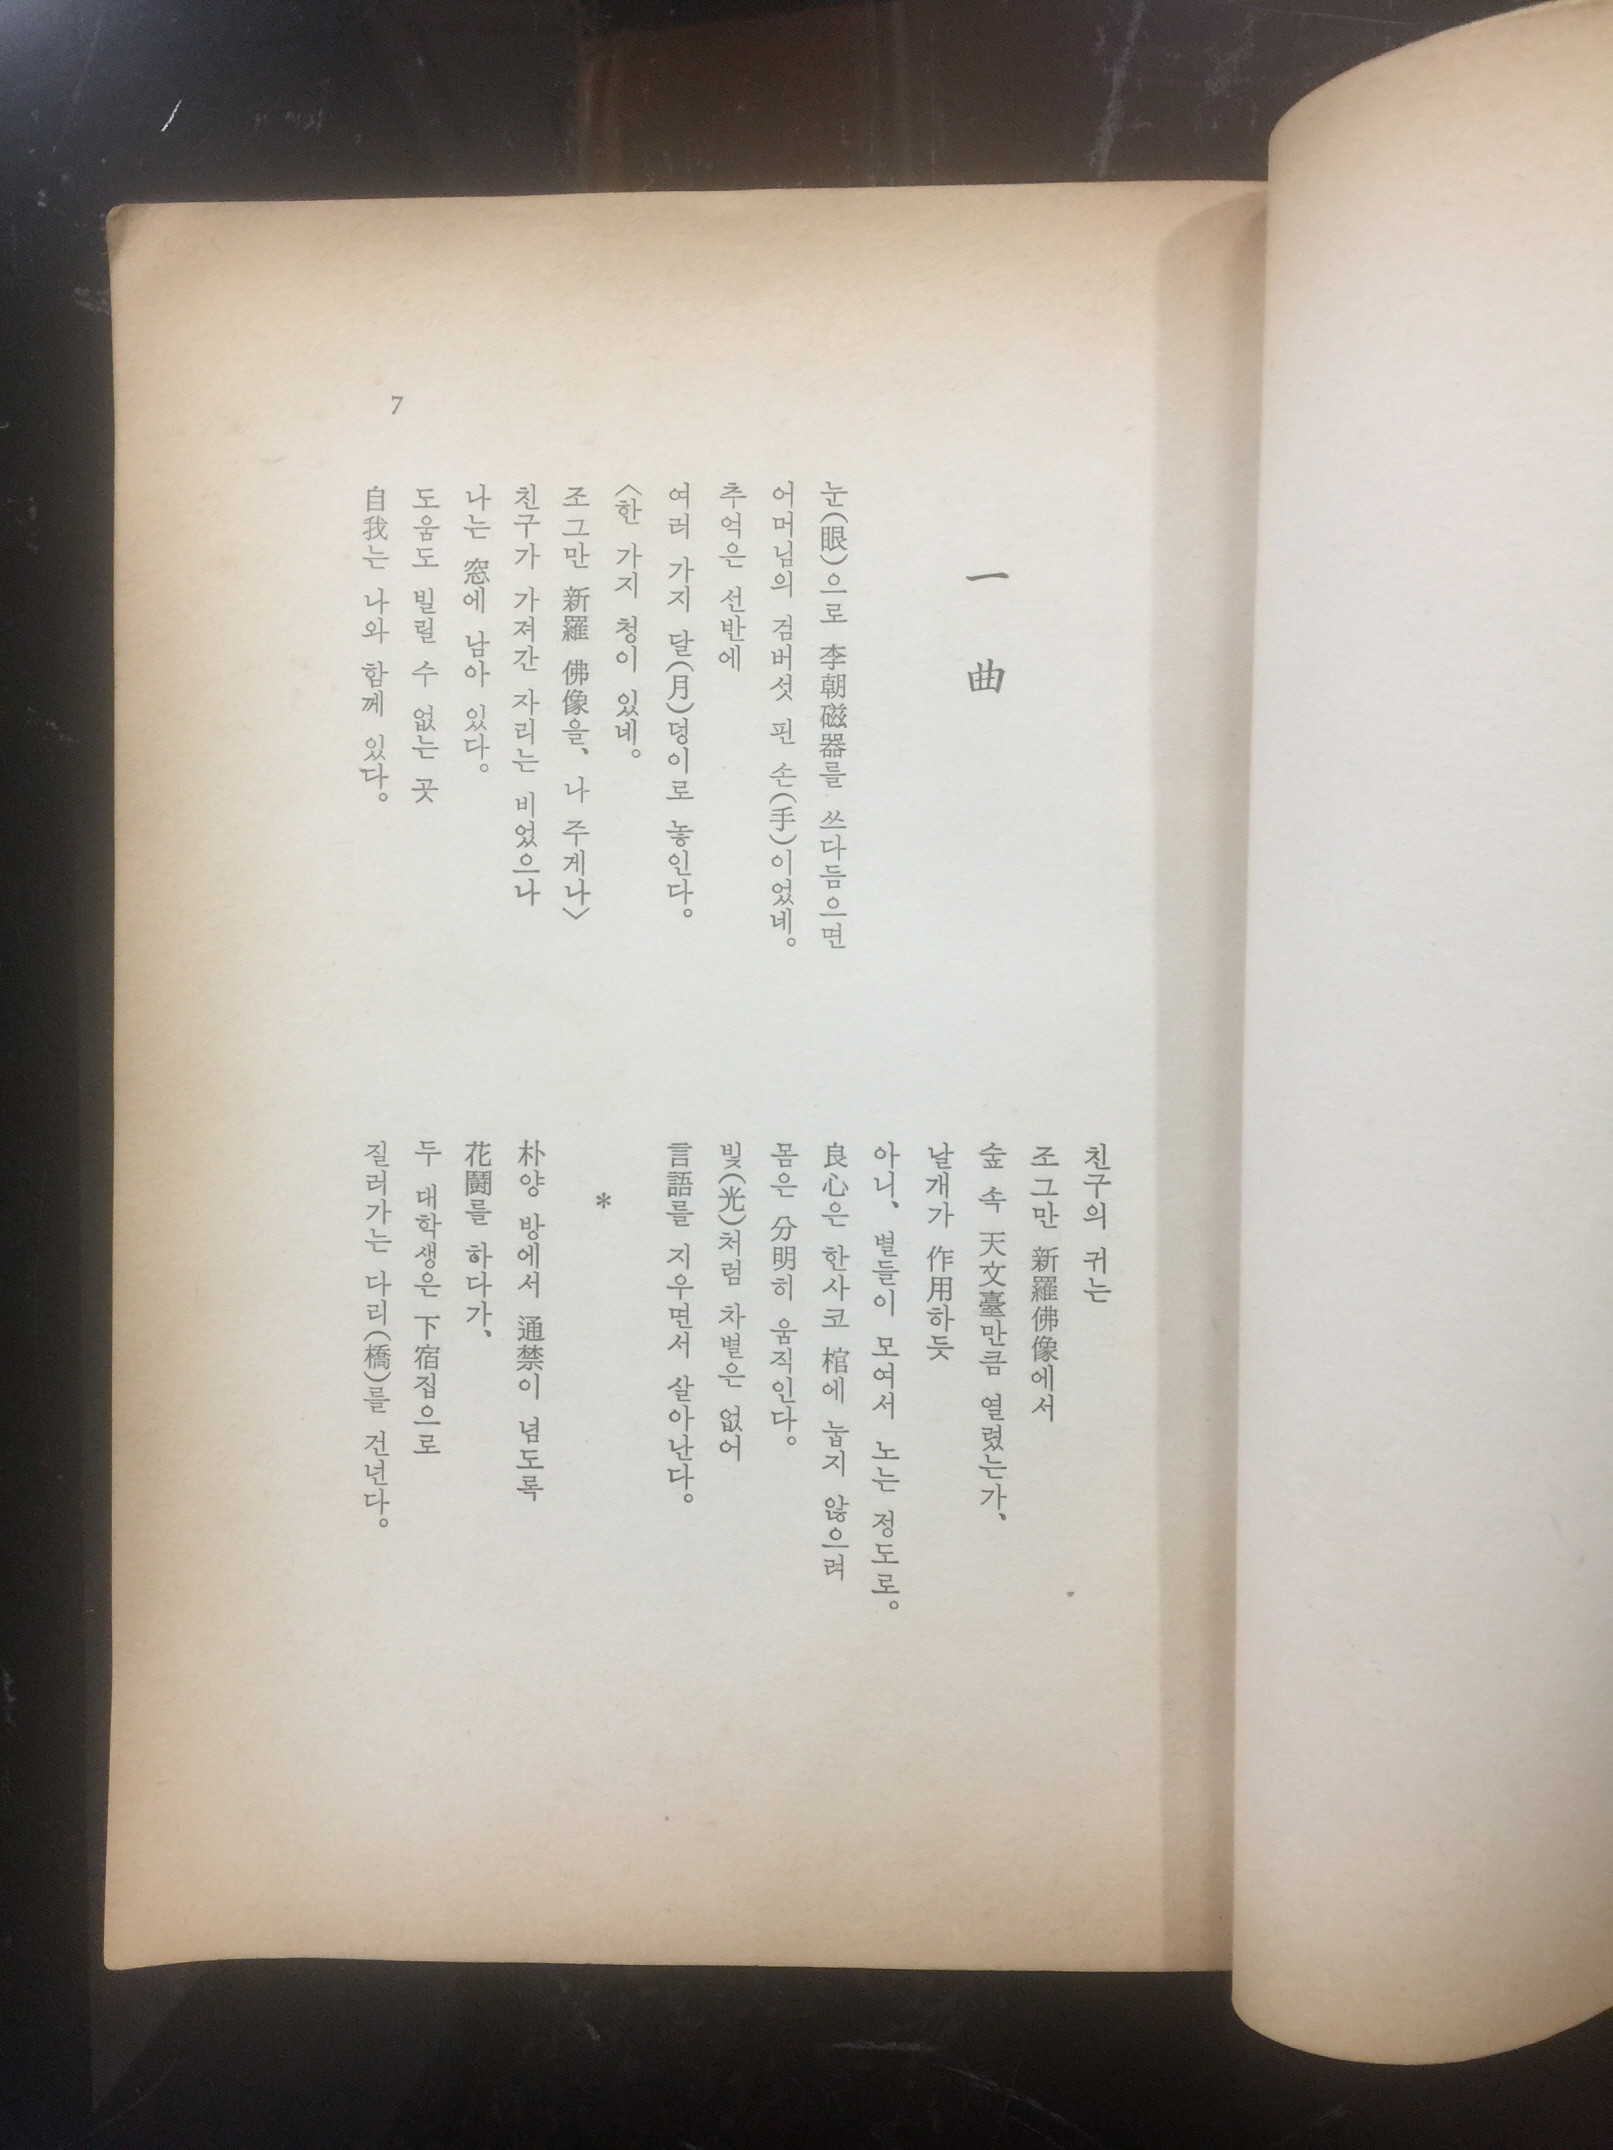 一曲
눈(眼)으로 李朝磁器를 쓰다듬으면
어머님의 검버섯 핀 손(手)이었네。
추억은 선반에
여러 가지 달(月)덩이로 놓인다。
〈한 가지 청이 있네。
조그만 新羅 佛像을、나 주게나〉
친구가 가져간 자리는 비었으나
나는 窓에 남아 있다。
도움도 빌릴 수 없는 곳
自我는 나와 함께 있다。
친구의 귀는
조그만 新羅佛像에서
숲 속 天文臺만큼 열렸는가、
날개가 作用하듯
아니、별들이 모여서 노는 정도로。
良心은 한사코 棺에 눕지 않으려
몸은 分明히 움직인다。
빛(光)처럼 차별은 없어
言語를 지우면서 살아난다。
*
朴양 방에서 通禁이 넘도록
花鬪를 하다가、
두 대학생은 下宿집으로
질러가는 다리(橋)를 건넌다。
7